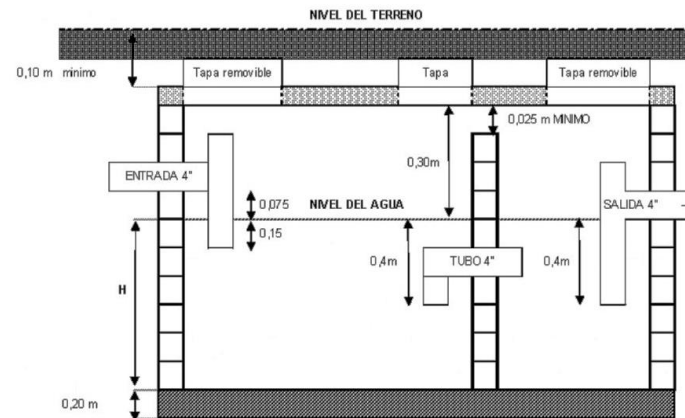 NIVEL DEL TERRENO
0,10 m mínimo
Tapa removible
Tapa
Tapa removible
0,025 m MINIMO
0,30m
ENTRADA 4"
0,075
NIVEL DEL AGUA
SALIDA 4"
0,15
0,4m
TUBO 4"
0,4m
H
0,20 m